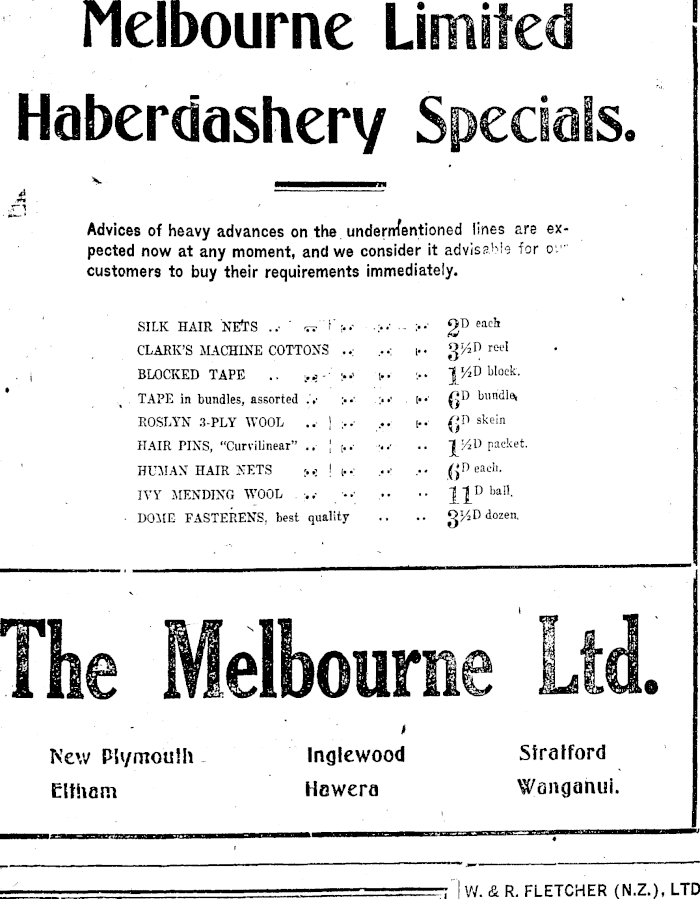 Melbourne Limited
Haberdashery Specials.
Advices of heavy advances on the undermentioned lines are ex-
pected now at any moment, and we consider it advisable for our
customers to buy their requirements immediately.
SILK HAIR NETS .. .. .. .. .. 2D each
CLARK'S MACHINE COTTONS .. .. .. 3½D reel
BLOCKED TAPE .. .. .. .. .. 1½D block.
TAPE in bundles, assorted .. .. .. .. 6D bundle
ROSLYN 3-PLY WOOL .. .. .. .. 6D skein
HAIR PINS, "Curvilinear" .. .. .. .. 1½D packet.
HUMAN HAIR NETS .. .. .. .. 6D each.
IVY MENDING WOOL .. .. .. .. 11D ball.
DOME FASTERENS, best quality .. .. 3½D dozen.
The Melbourne Ltd.
New Plymouth Inglewood Stratford
Eltham Hawera Wanganui.
W. & R. FLETCHER (N.Z.), LTD